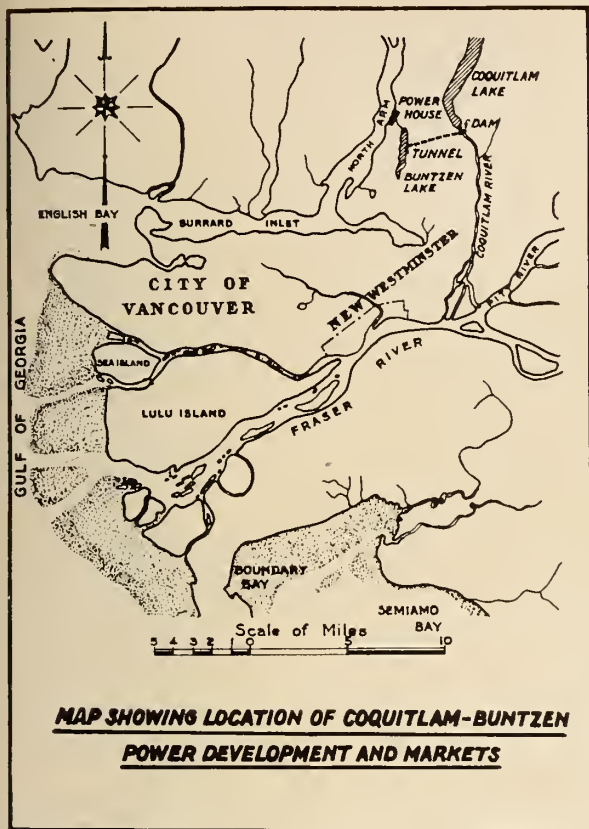 COQUITLAM
LAKE
POWER
HOUSE
DAM
TUNNEL
BUNTZEN
LAKE
NORTH ARM
COQUITLAM RIVER
ENGLISH BAY
BURRARD INLET
PITT RIVER
NEW WESTMINSTER
CITY OF
VANCOUVER
GULF OF GEORGIA
SEA ISLAND
LULU ISLAND
FRASER RIVER
BOUNDARY
BAY
SEMIAMO
BAY
Scale of Miles
5 4 3 2 1 0 5 10
MAP SHOWING LOCATION OF COQUITLAM-BUNTZEN
POWER DEVELOPMENT AND MARKETS